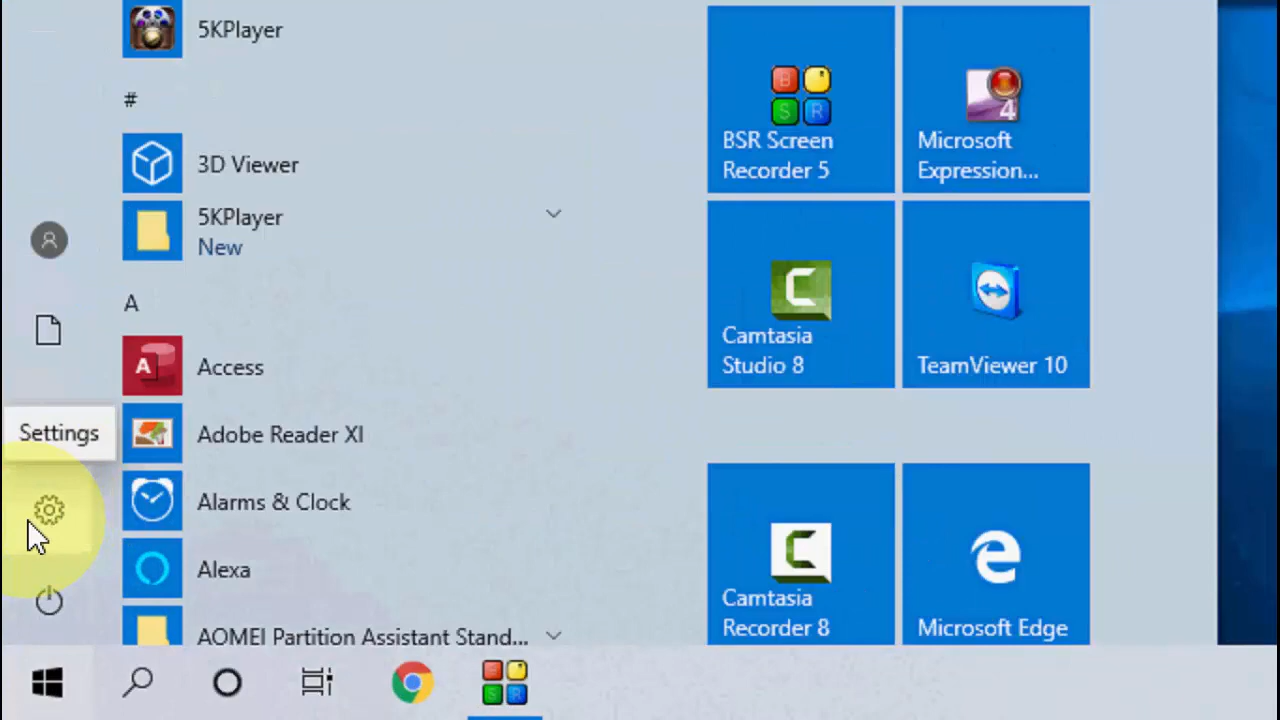 5KPlayer
#
3D Viewer
5KPlayer
New
A
A
Access
Adobe Reader XI
Alarms & Clock
Alexa
AOMEI Partition Assistant Stand...
Settings
B
S R
BSR Screen
Recorder 5
4
Microsoft
Expression...
C
Camtasia
Studio 8
TeamViewer 10
C
Camtasia
Recorder 8
Microsoft Edge